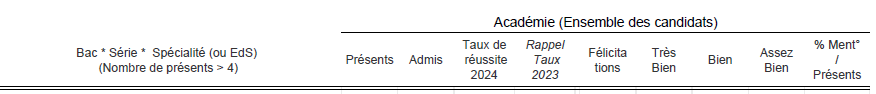 Académie (Ensemble des candidats)
Bac * Série * Spécialité (ou EdS)
(Nombre de présents > 4)
Présents
Admis
Taux de
réussite
2024
Rappel
Taux
2023
Félicita
tions
Très
Bien
Bien
Assez
Bien
% Ment°
/
Présents